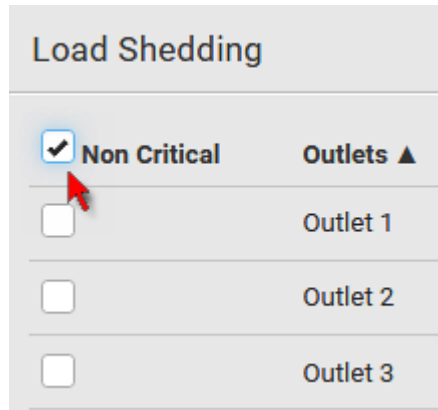 Load Shedding
Non Critical Outlets ▲
Outlet 1
Outlet 2
Outlet 3